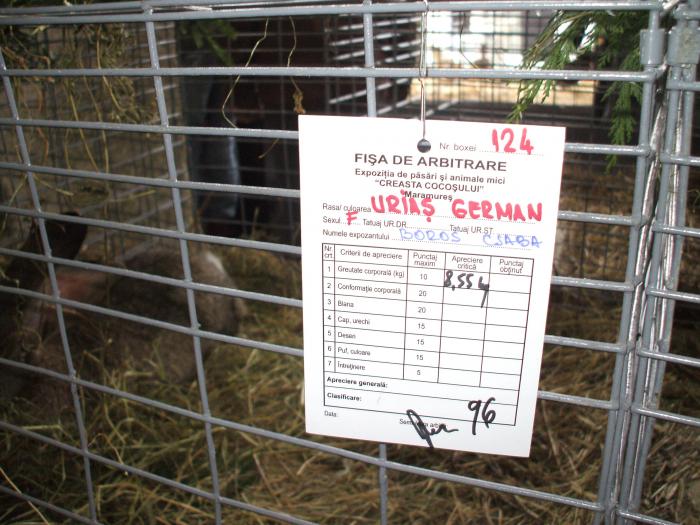 Nr. boxei 124
FIȘA DE ARBITRARE
Expoziția de păsări și animale mici
"CREASTA COCOȘULUI"
Maramureș
Rasa/ culoarea URIAȘ GERMAN
Sexul F Tatuaj UR.DR. Tatuaj UR.ST.
Numele expozantului BOROS CSABA
Nr. crt. Criterii de apreciere Punctaj maxim Apreciere critică Punctaj obținut
1 Greutate corporală (kg) 10 8,554
2 Conformație corporală 20
3 Blana 20
4 Cap, urechi 15
5 Desen 15
6 Puf, culoare 15
7 Întreținere 5
Apreciere generală:
Clasificare: 96
Data: